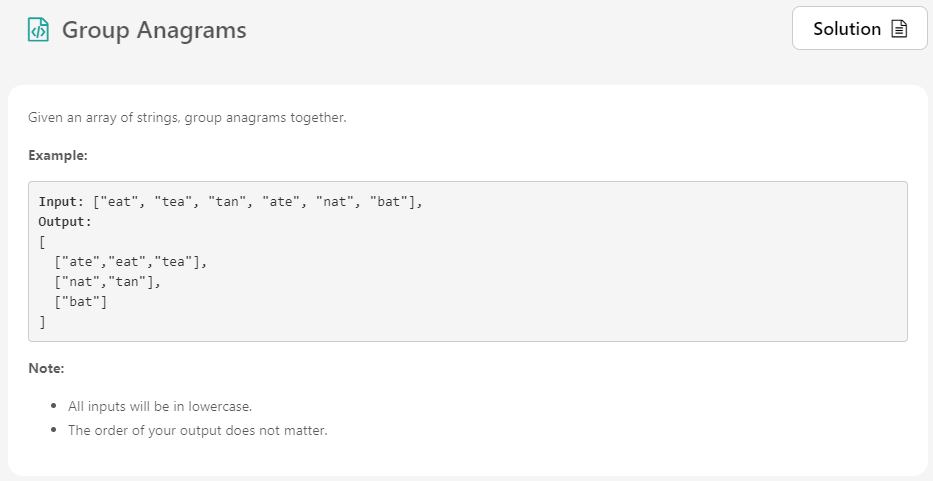 Group Anagrams
Solution
Given an array of strings, group anagrams together.
Example:
Input: ["eat", "tea", "tan", "ate", "nat", "bat"],
Output:
[
  ["ate","eat","tea"],
  ["nat","tan"],
  ["bat"]
]
Note:
• All inputs will be in lowercase.
• The order of your output does not matter.